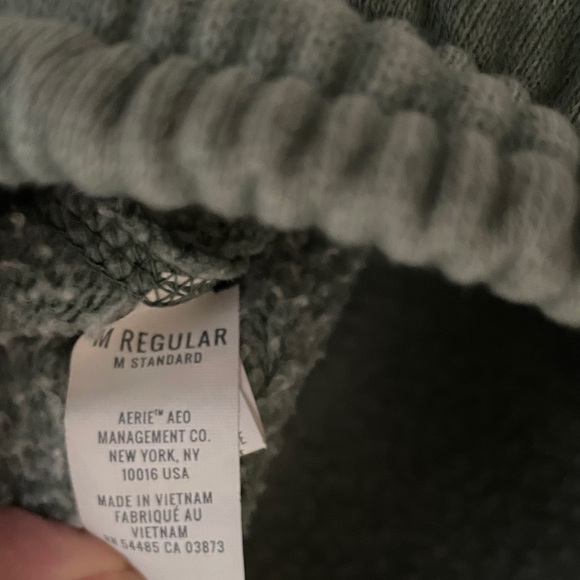 M REGULAR
M STANDARD
AERIE™ AEO
MANAGEMENT CO.
NEW YORK, NY
10016 USA
MADE IN VIETNAM
FABRIQUÉ AU
VIETNAM
54485 CA 03873